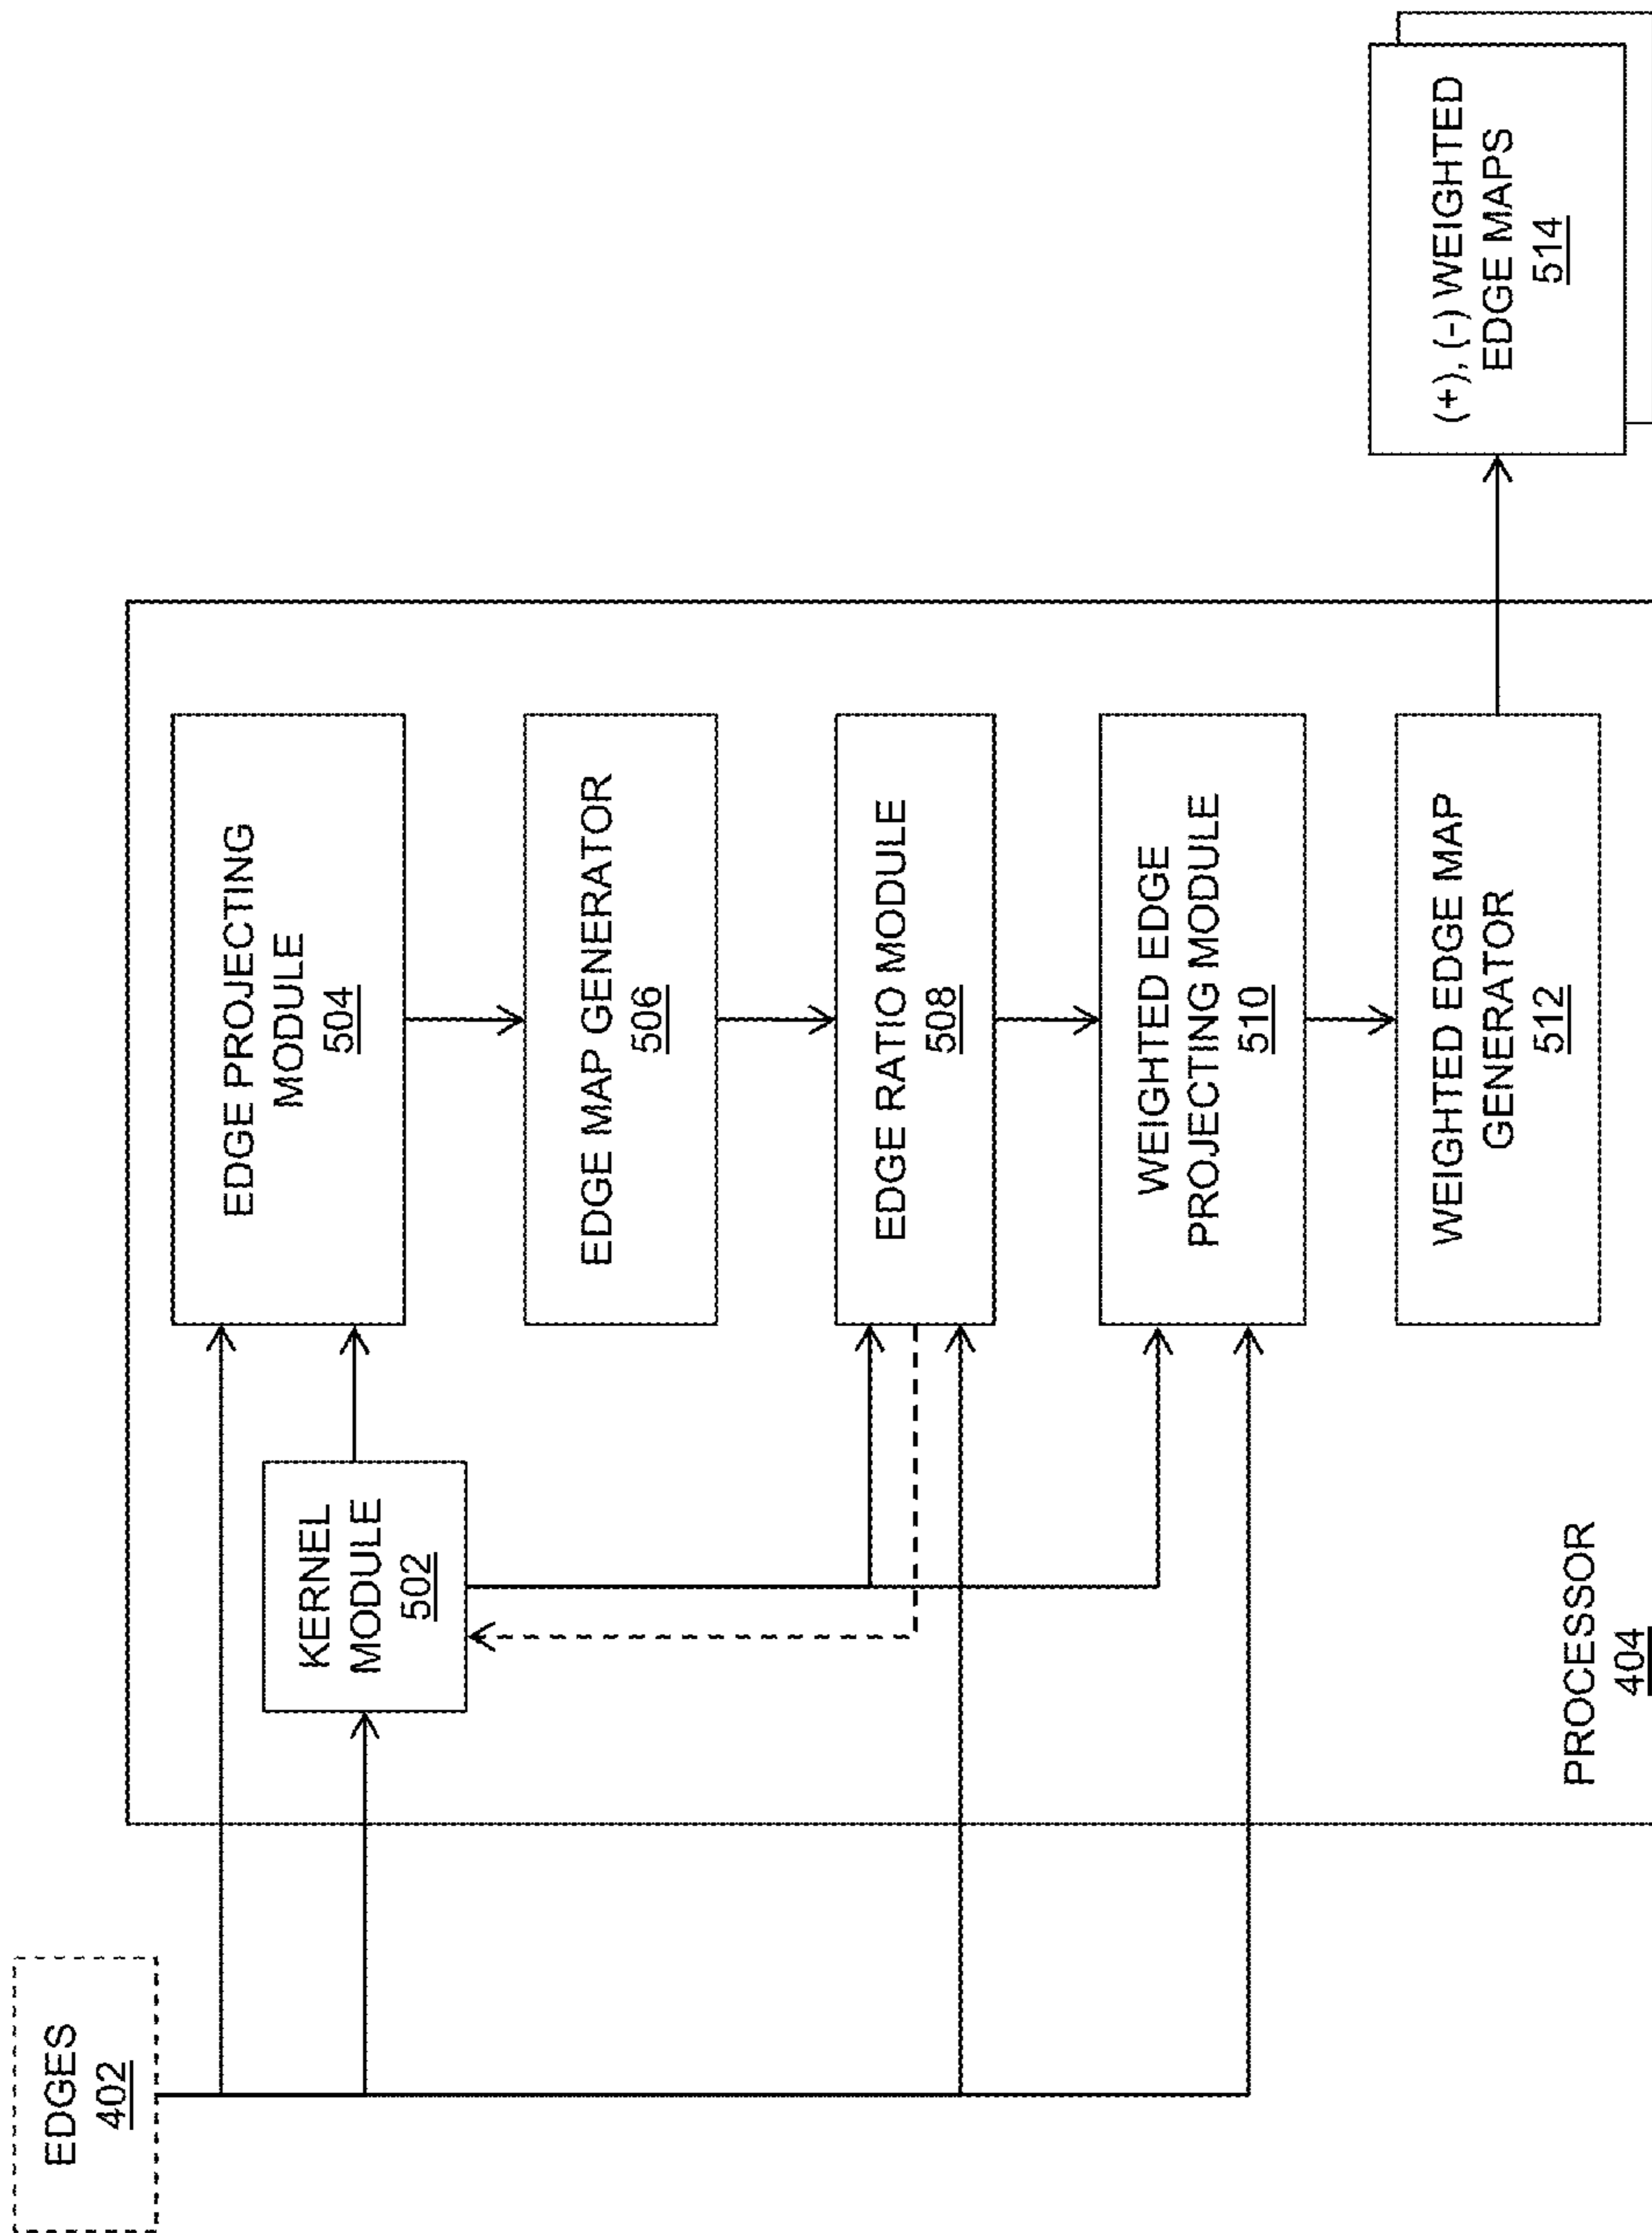 EDGES
402
KERNEL
MODULE
502
EDGE PROJECTING
MODULE
504
EDGE MAP GENERATOR
506
EDGE RATIO MODULE
508
WEIGHTED EDGE
PROJECTING MODULE
510
WEIGHTED EDGE MAP
GENERATOR
512
PROCESSOR
404
(+), (-) WEIGHTED
EDGE MAPS
514